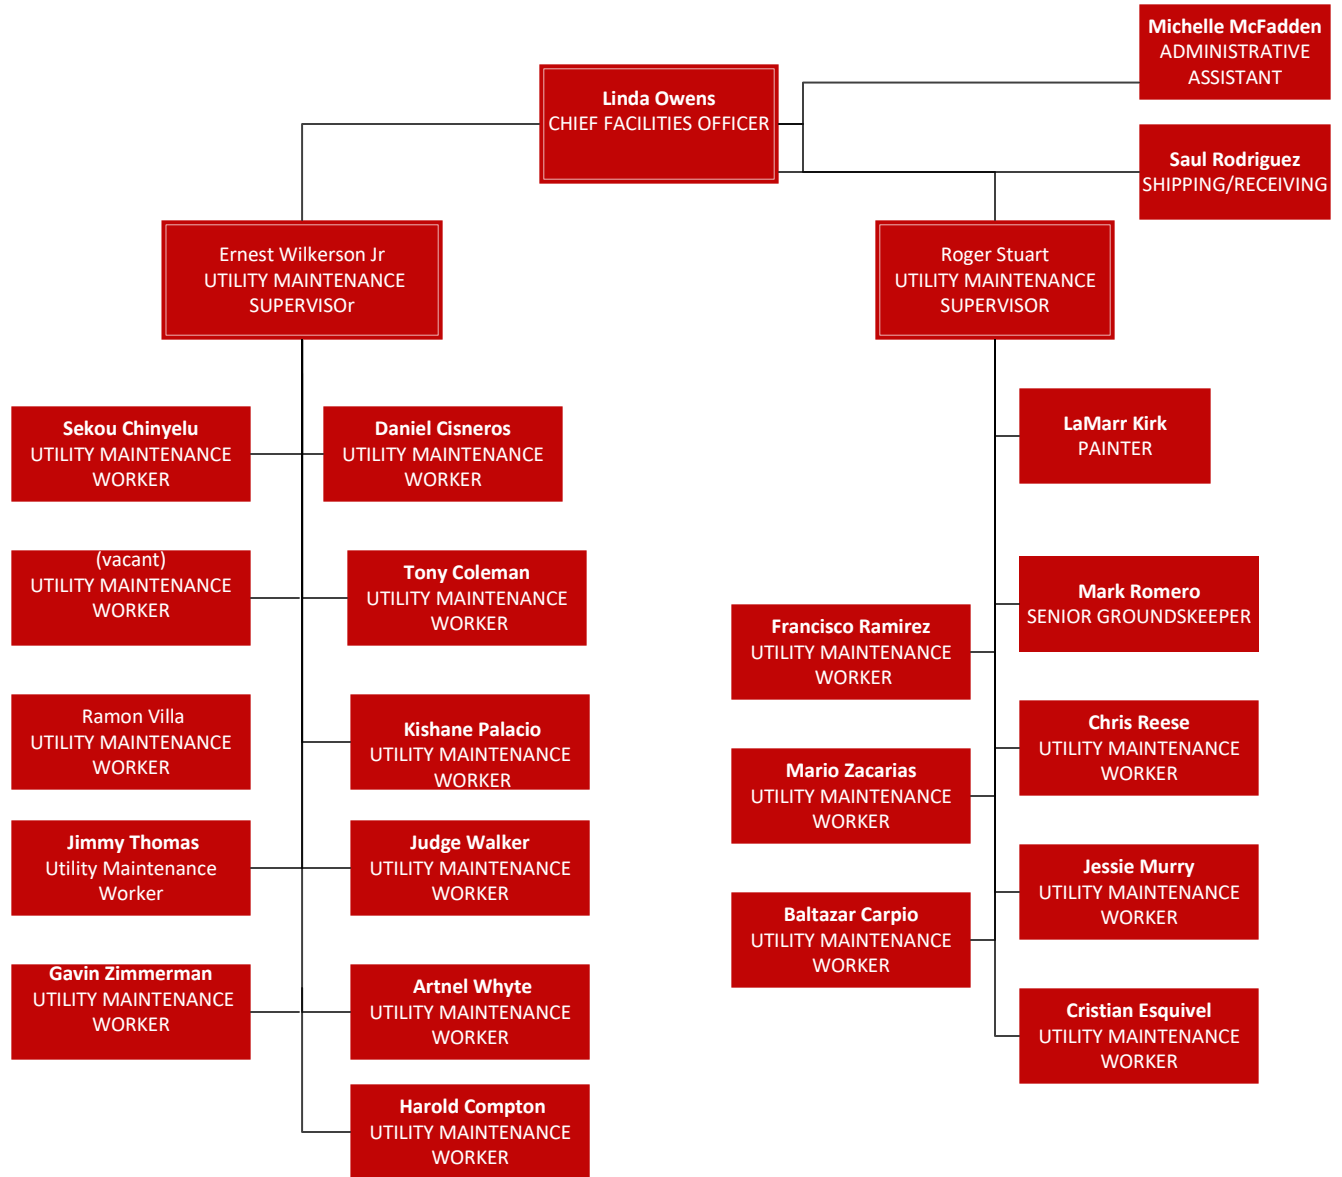 Michelle McFadden
ADMINISTRATIVE
ASSISTANT
Linda Owens
CHIEF FACILITIES OFFICER
Saul Rodriguez
SHIPPING/RECEIVING
Ernest Wilkerson Jr
UTILITY MAINTENANCE
SUPERVISOr
Roger Stuart
UTILITY MAINTENANCE
SUPERVISOR
Sekou Chinyelu
UTILITY MAINTENANCE
WORKER
Daniel Cisneros
UTILITY MAINTENANCE
WORKER
(vacant)
UTILITY MAINTENANCE
WORKER
Tony Coleman
UTILITY MAINTENANCE
WORKER
Ramon Villa
UTILITY MAINTENANCE
WORKER
Kishane Palacio
UTILITY MAINTENANCE
WORKER
Jimmy Thomas
Utility Maintenance
Worker
Judge Walker
UTILITY MAINTENANCE
WORKER
Gavin Zimmerman
UTILITY MAINTENANCE
WORKER
Artnel Whyte
UTILITY MAINTENANCE
WORKER
Harold Compton
UTILITY MAINTENANCE
WORKER
LaMarr Kirk
PAINTER
Mark Romero
SENIOR GROUNDSKEEPER
Francisco Ramirez
UTILITY MAINTENANCE
WORKER
Chris Reese
UTILITY MAINTENANCE
WORKER
Mario Zacarias
UTILITY MAINTENANCE
WORKER
Jessie Murry
UTILITY MAINTENANCE
WORKER
Baltazar Carpio
UTILITY MAINTENANCE
WORKER
Cristian Esquivel
UTILITY MAINTENANCE
WORKER